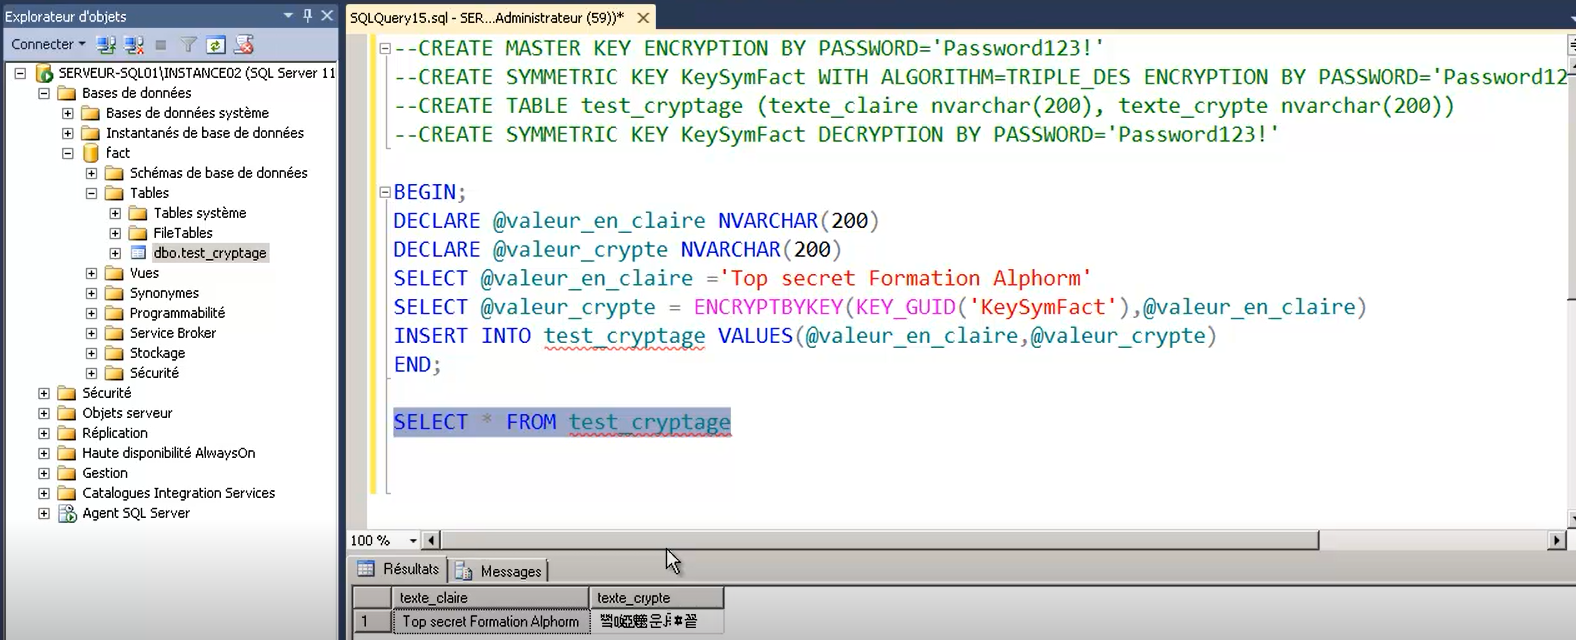 Explorateur d'objets
Connecter
SERVEUR-SQL01\INSTANCE02 (SQL Server 11
Bases de données
Bases de données système
Instantanés de base de données
fact
Schémas de base de données
Tables
Tables système
FileTables
dbo.test_cryptage
Vues
Synonymes
Programmabilité
Service Broker
Stockage
Sécurité
Sécurité
Objets serveur
Réplication
Haute disponibilité AlwaysOn
Gestion
Catalogues Integration Services
Agent SQL Server
SQLQuery15.sql - SER...Administrateur (59))*
--CREATE MASTER KEY ENCRYPTION BY PASSWORD='Password123!'
--CREATE SYMMETRIC KEY KeySymFact WITH ALGORITHM=TRIPLE_DES ENCRYPTION BY PASSWORD='Password12
--CREATE TABLE test_cryptage (texte_claire nvarchar(200), texte_crypte nvarchar(200))
--CREATE SYMMETRIC KEY KeySymFact DECRYPTION BY PASSWORD='Password123!'
BEGIN;
DECLARE @valeur_en_claire NVARCHAR(200)
DECLARE @valeur_crypte NVARCHAR(200)
SELECT @valeur_en_claire ='Top secret Formation Alphorm'
SELECT @valeur_crypte = ENCRYPTBYKEY(KEY_GUID('KeySymFact'),@valeur_en_claire)
INSERT INTO test_cryptage VALUES(@valeur_en_claire,@valeur_crypte)
END;
SELECT * FROM test_cryptage
100 %
Résultats Messages
texte_claire texte_crypte
1 Top secret Formation Alphorm